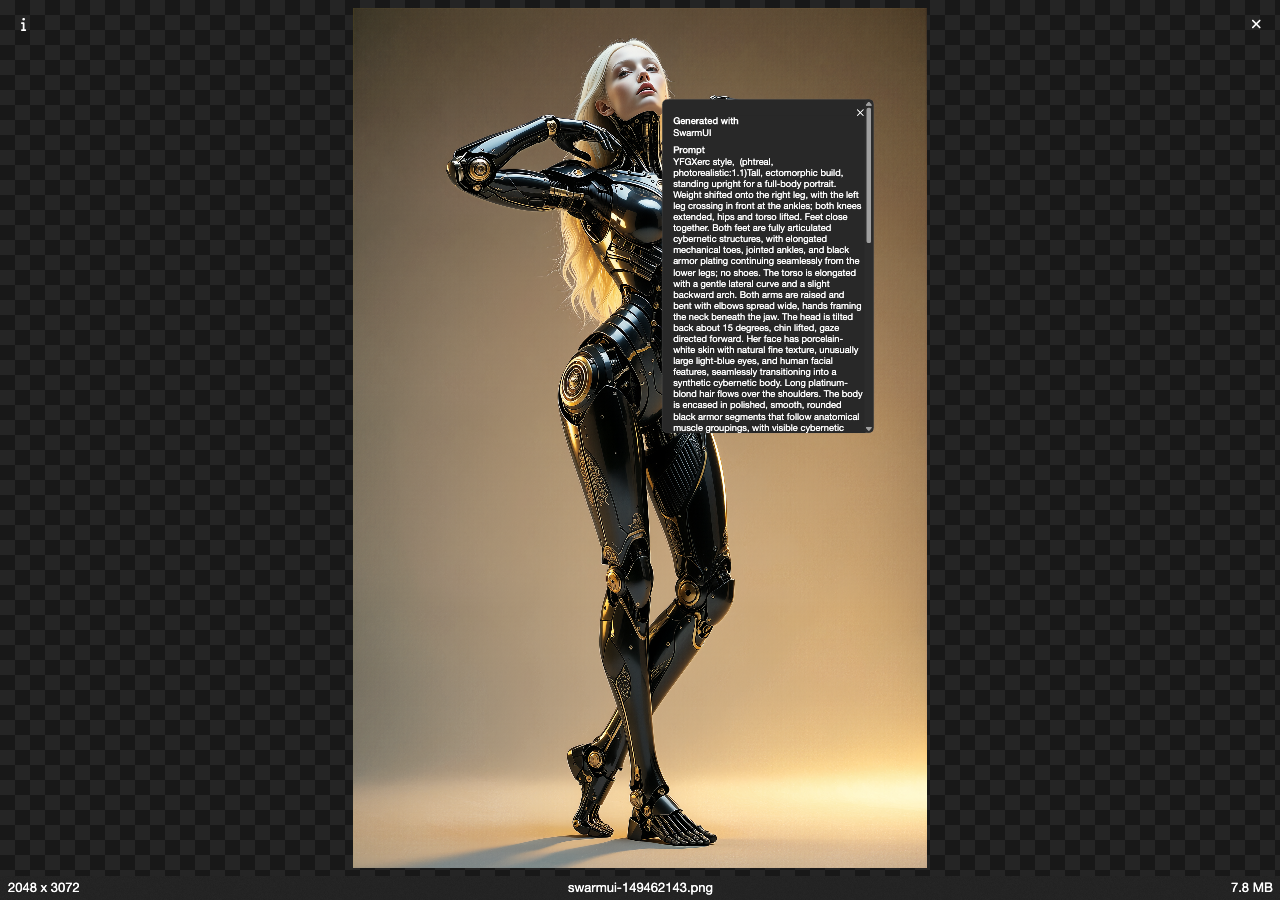 i
×
×
Generated with
SwarmUI
Prompt
YFGXerc style,  (phtreal,
photorealistic:1.1)Tall, ectomorphic build,
standing upright for a full-body portrait.
Weight shifted onto the right leg, with the left
leg crossing in front at the ankles; both knees
extended, hips and torso lifted. Feet close
together. Both feet are fully articulated
cybernetic structures, with elongated
mechanical toes, jointed ankles, and black
armor plating continuing seamlessly from the
lower legs; no shoes. The torso is elongated
with a gentle lateral curve and a slight
backward arch. Both arms are raised and
bent with elbows spread wide, hands framing
the neck beneath the jaw. The head is tilted
back about 15 degrees, chin lifted, gaze
directed forward. Her face has porcelain-
white skin with natural fine texture, unusually
large light-blue eyes, and human facial
features, seamlessly transitioning into a
synthetic cybernetic body. Long platinum-
blond hair flows over the shoulders. The body
is encased in polished, smooth, rounded
black armor segments that follow anatomical
muscle groupings, with visible cybernetic
2048 x 3072
swarmui-149462143.png
7.8 MB